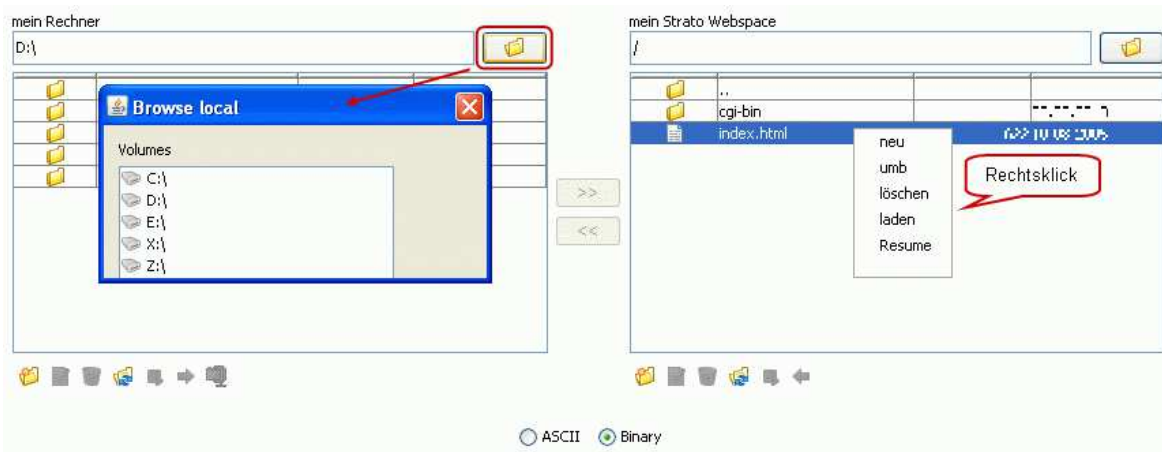 mein Rechner
D:\
Browse local
Volumes
C:\
D:\
E:\
X:\
Z:\
>>
<<
mein Strato Webspace
/
..
cgi-bin
index.html
neu
umb
löschen
laden
Resume
Rechtsklick
ASCII Binary